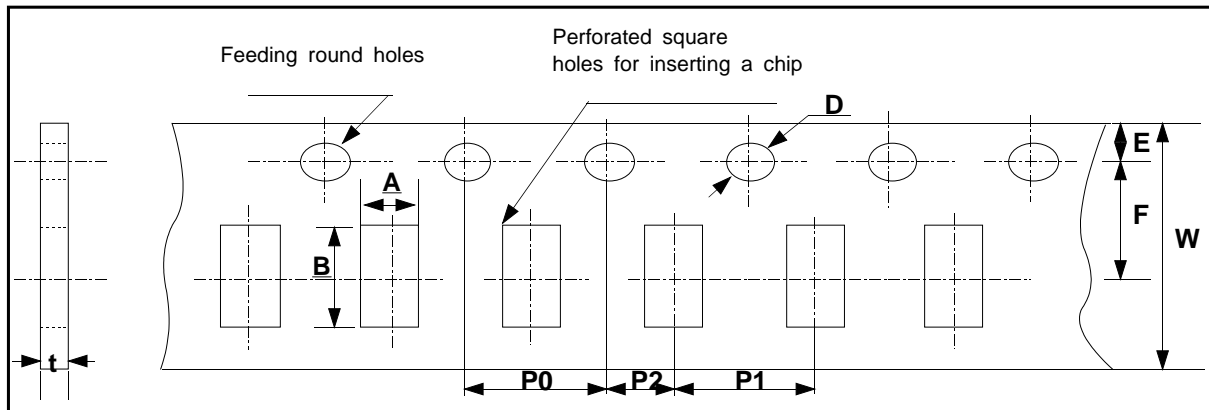 Feeding round holes
Perforated square
holes for inserting a chip
D
E
A
F
W
B
t
P0
P2
P1